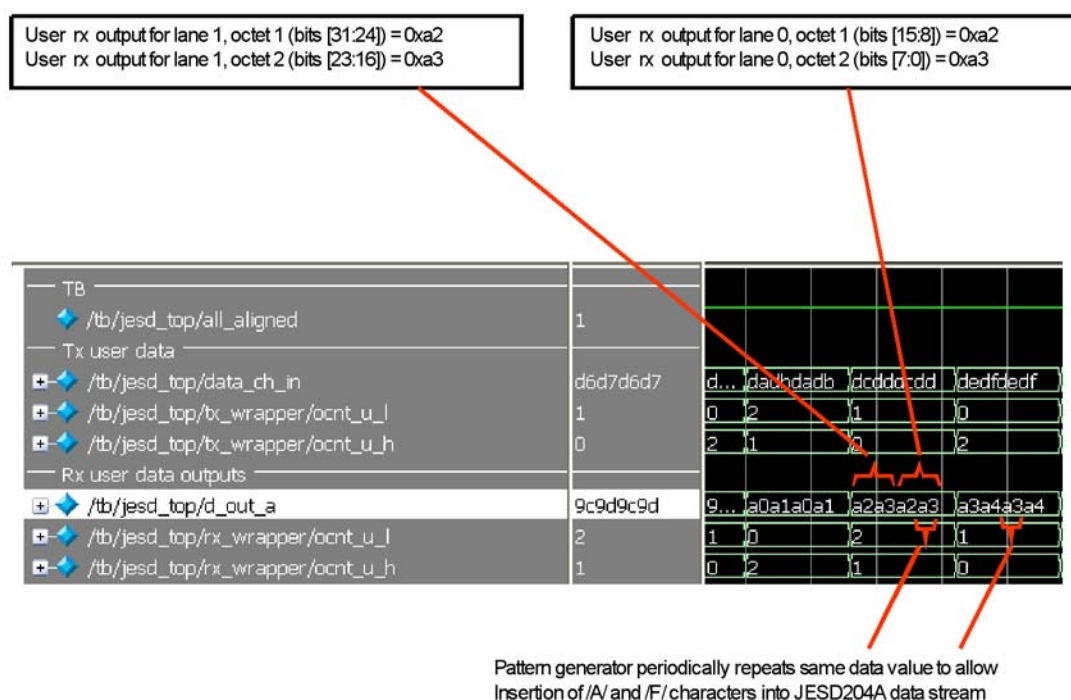 User rx output for lane 1, octet 1 (bits [31:24]) = 0xa2
User rx output for lane 1, octet 2 (bits [23:16]) = 0xa3
User rx output for lane 0, octet 1 (bits [15:8]) = 0xa2
User rx output for lane 0, octet 2 (bits [7:0]) = 0xa3
TB
/tb/jesd_top/all_aligned 1
Tx user data
/tb/jesd_top/data_ch_in d6d7d6d7 d... dadbdadb dcdddcdd dedfdedf
/tb/jesd_top/tx_wrapper/ocnt_u_l 1 0 2 1 0
/tb/jesd_top/tx_wrapper/ocnt_u_h 0 2 1 0 2
Rx user data outputs
/tb/jesd_top/d_out_a 9c9d9c9d 9... a0a1a0a1 a2a3a2a3 a3a4a3a4
/tb/jesd_top/rx_wrapper/ocnt_u_l 2 1 0 2 1
/tb/jesd_top/rx_wrapper/ocnt_u_h 1 0 2 1 0
Pattern generator periodically repeats same data value to allow
Insertion of /A/ and /F/ characters into JESD204A data stream